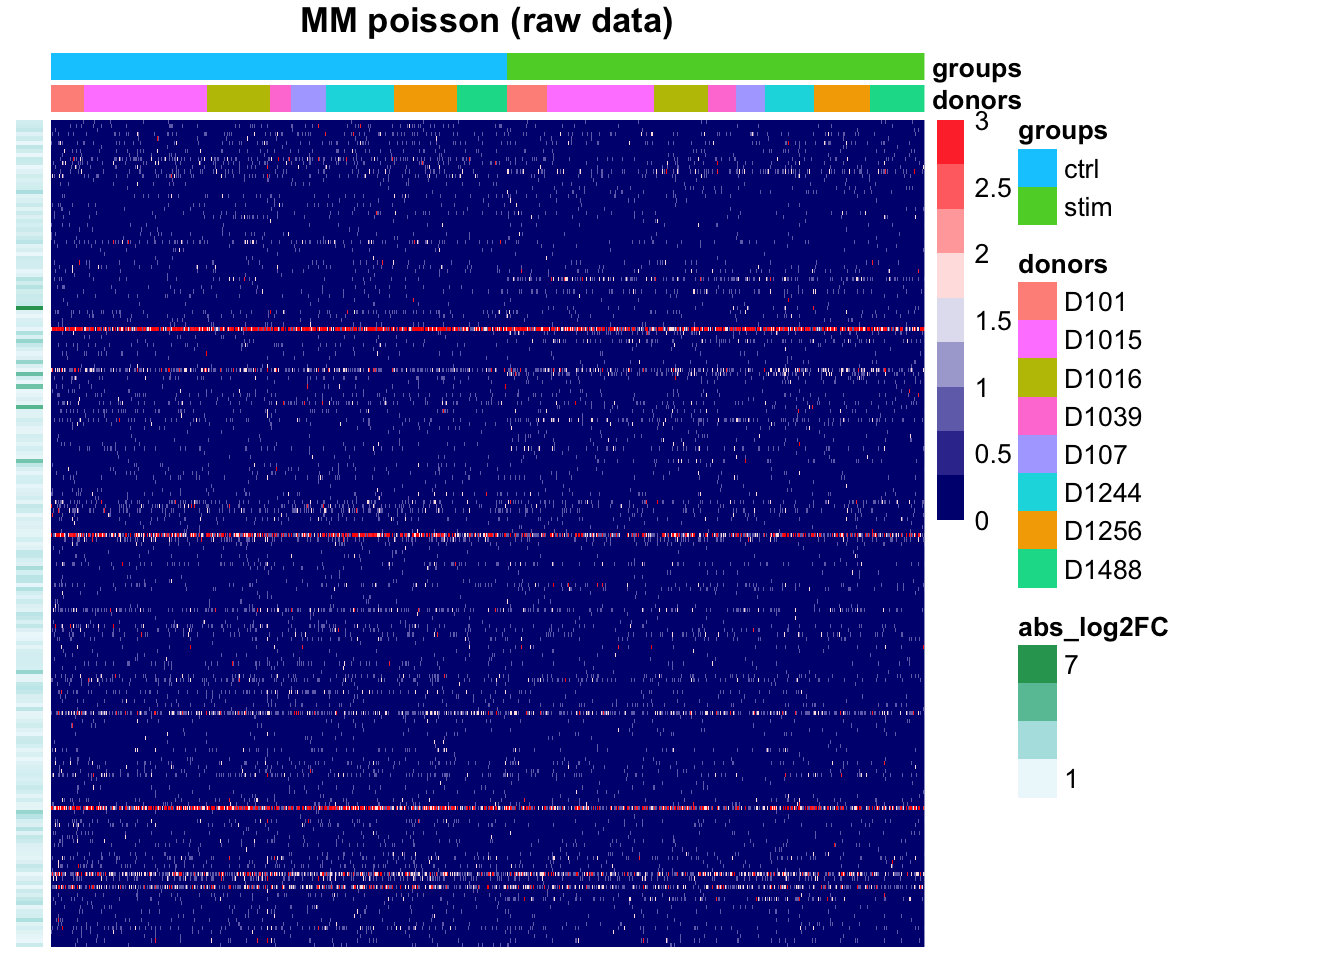 MM poisson (raw data)
groups
donors
3
2.5
2
1.5
1
0.5
0
groups
ctrl
stim
donors
D101
D1015
D1016
D1039
D107
D1244
D1256
D1488
abs_log2FC
7
1